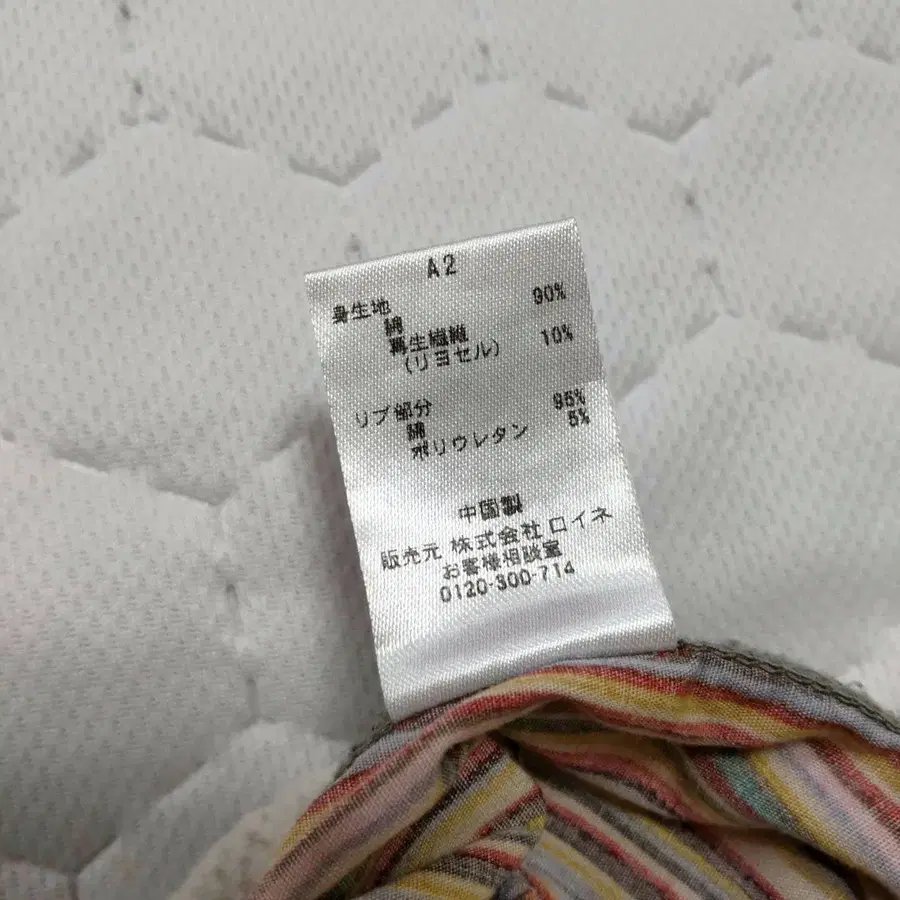 A2
身生地
綿 90%
再生繊維 10%
(リヨセル)
リブ部分
綿 95%
ポリウレタン 5%
中国製
販売元 株式会社 ロイネ
お客様相談室
0120-300-714